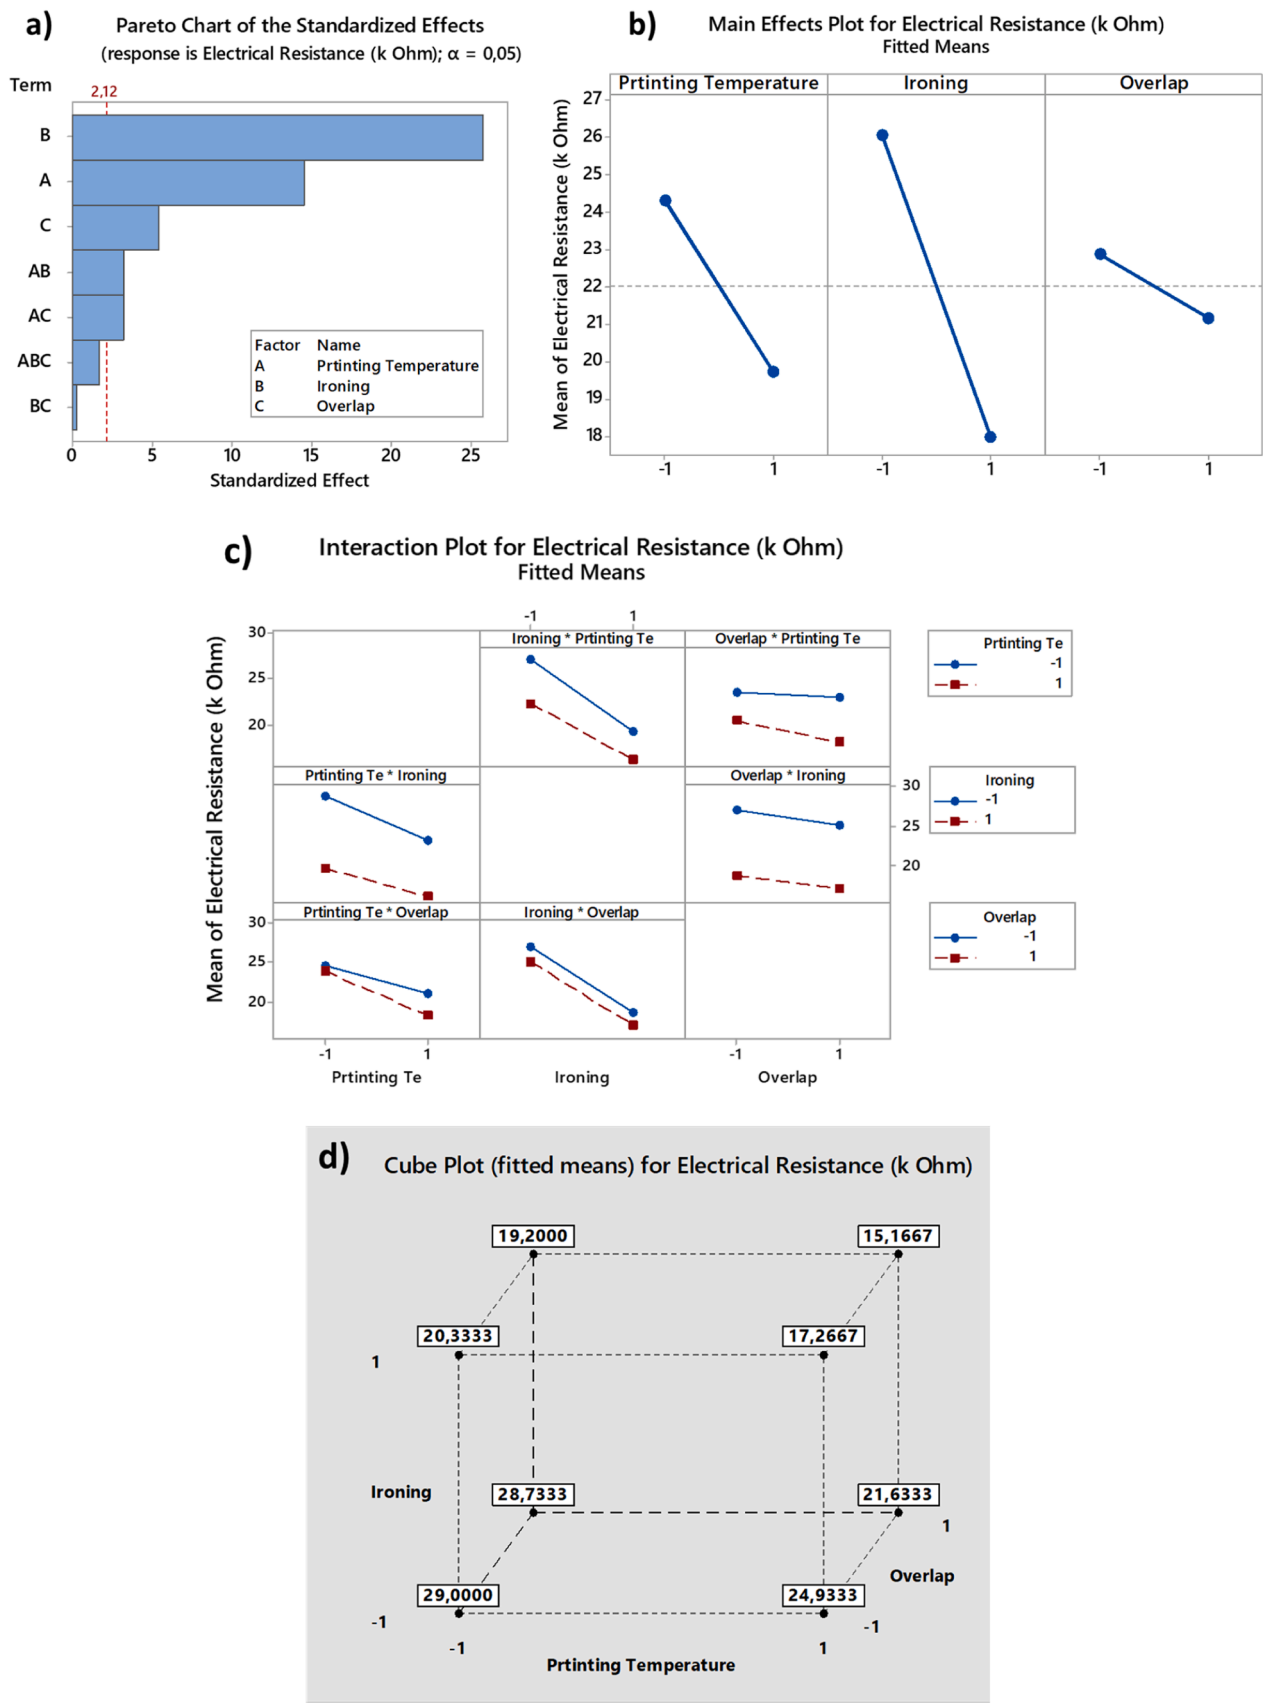 a)
Pareto Chart of the Standardized Effects
(response is Electrical Resistance (k Ohm); α = 0,05)
Term
2,12
B
A
C
AB
AC
ABC
BC
Factor Name
A Prtinting Temperature
B Ironing
C Overlap
0 5 10 15 20 25
Standardized Effect
b)
Main Effects Plot for Electrical Resistance (k Ohm)
Fitted Means
Prtinting Temperature Ironing Overlap
Mean of Electrical Resistance (k Ohm)
27
26
25
24
23
22
21
20
19
18
-1 1 -1 1 -1 1
c)
Interaction Plot for Electrical Resistance (k Ohm)
Fitted Means
-1 1
Mean of Electrical Resistance (k Ohm)
30
25
20
Ironing * Prtinting Te
Overlap * Prtinting Te
Prtinting Te
-1
1
Prtinting Te * Ironing
Overlap * Ironing
30
25
20
Ironing
-1
1
Mean of Electrical Resistance (k Ohm)
Prtinting Te * Overlap
Ironing * Overlap
30
25
20
Overlap
-1
1
-1 1
-1 1
Prtinting Te
Ironing
Overlap
d)
Cube Plot (fitted means) for Electrical Resistance (k Ohm)
19,2000 15,1667
20,3333 17,2667
1
Ironing
28,7333 21,6333
1
Overlap
29,0000 24,9333
-1 -1
-1 1
Prtinting Temperature